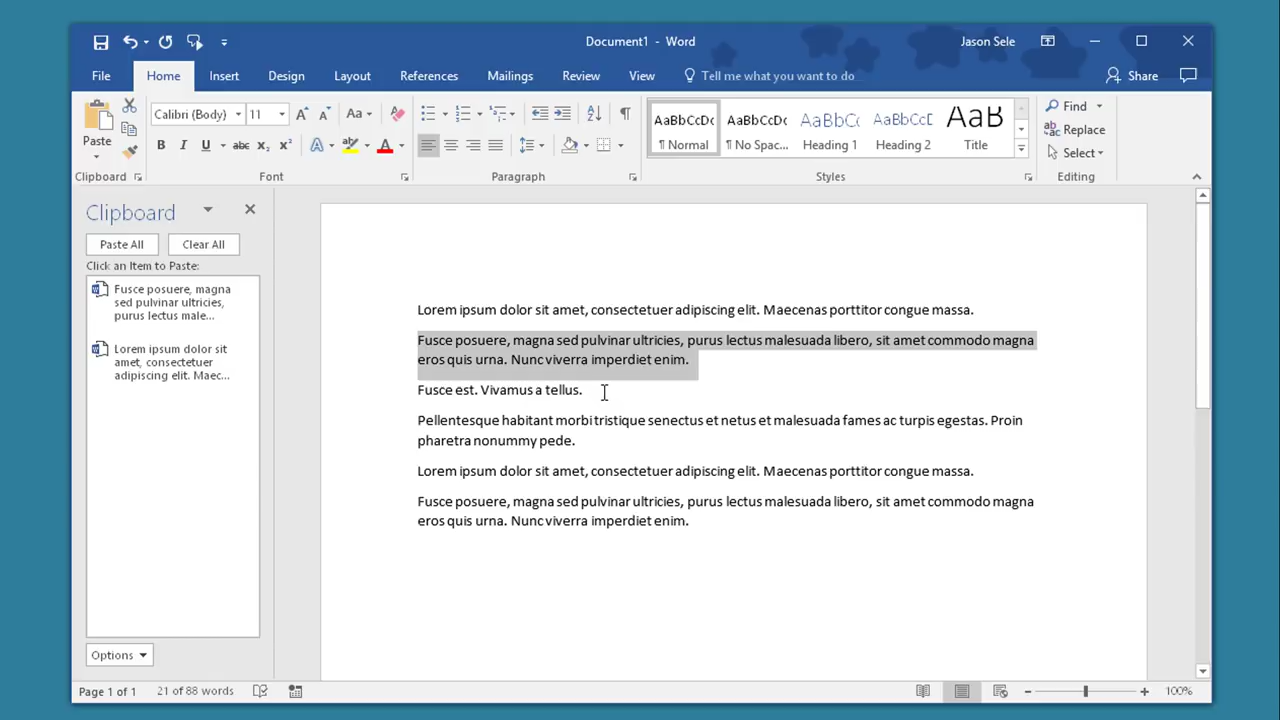 Document1 - Word
Jason Sele
File Home Insert Design Layout References Mailings Review View Tell me what you want to do Share
Paste
Calibri (Body) 11 Aa
AaBbCcDc AaBbCcDc AaBbCc AaBbCcD AaB
¶ Normal ¶ No Spac... Heading 1 Heading 2 Title
Find
Replace
Select
Clipboard Font Paragraph Styles Editing
Clipboard
Paste All Clear All
Click an Item to Paste:
Fusce posuere, magna
sed pulvinar ultricies,
purus lectus male...
Lorem ipsum dolor sit
amet, consectetuer
adipiscing elit. Maec...
Options
Lorem ipsum dolor sit amet, consectetuer adipiscing elit. Maecenas porttitor congue massa.
Fusce posuere, magna sed pulvinar ultricies, purus lectus malesuada libero, sit amet commodo magna
eros quis urna. Nunc viverra imperdiet enim.
Fusce est. Vivamus a tellus.
Pellentesque habitant morbi tristique senectus et netus et malesuada fames ac turpis egestas. Proin
pharetra nonummy pede.
Lorem ipsum dolor sit amet, consectetuer adipiscing elit. Maecenas porttitor congue massa.
Fusce posuere, magna sed pulvinar ultricies, purus lectus malesuada libero, sit amet commodo magna
eros quis urna. Nunc viverra imperdiet enim.
Page 1 of 1 21 of 88 words 100%